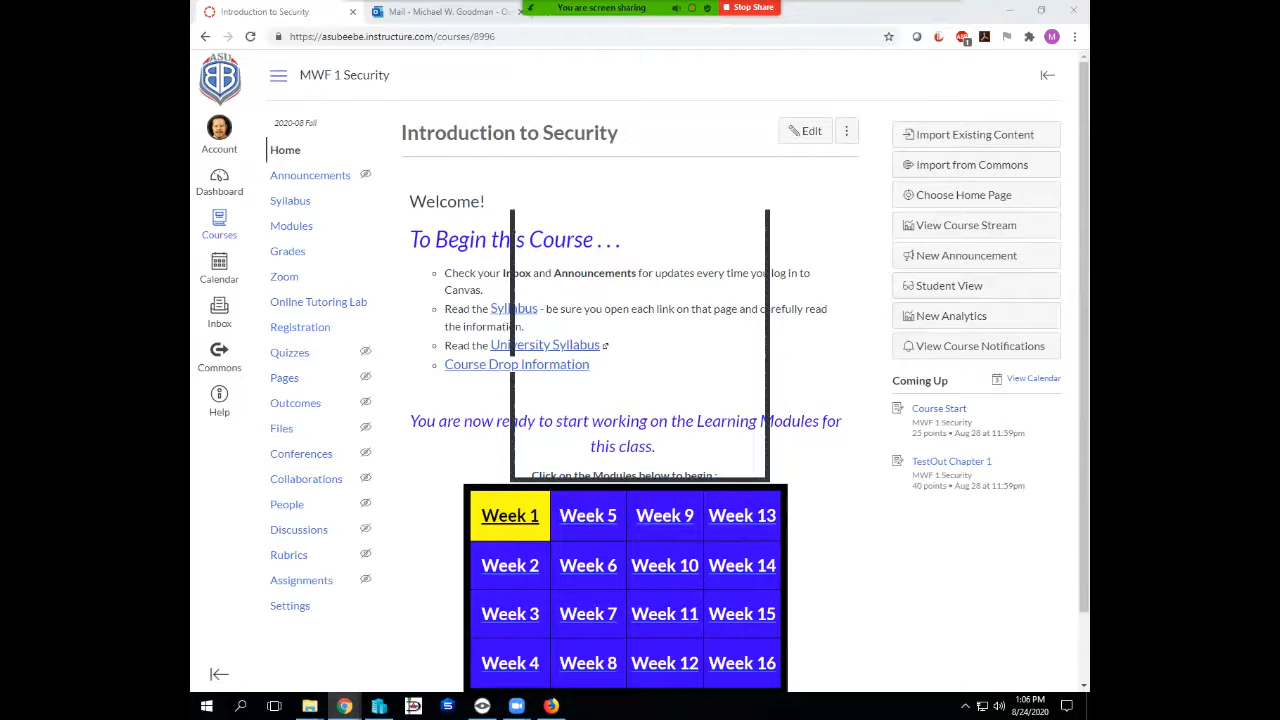 Introduction to Security
Mail - Michael W. Goodman - O
You are screen sharing
Stop Share
https://asubeebe.instructure.com/courses/8996
M
ASU
BB
MWF 1 Security
Account
Dashboard
Courses
Calendar
Inbox
Commons
Help
2020-08 Fall
Home
Announcements
Syllabus
Modules
Grades
Zoom
Online Tutoring Lab
Registration
Quizzes
Pages
Outcomes
Files
Conferences
Collaborations
People
Discussions
Rubrics
Assignments
Settings
Introduction to Security
Edit
Welcome!
To Begin this Course . . .
Check your Inbox and Announcements for updates every time you log in to
Canvas.
Read the Syllabus - be sure you open each link on that page and carefully read
the information.
Read the University Syllabus
Course Drop Information
You are now ready to start working on the Learning Modules for
this class.
Click on the Modules below to begin :
Week 1 Week 5 Week 9 Week 13
Week 2 Week 6 Week 10 Week 14
Week 3 Week 7 Week 11 Week 15
Week 4 Week 8 Week 12 Week 16
Import Existing Content
Import from Commons
Choose Home Page
View Course Stream
New Announcement
Student View
New Analytics
View Course Notifications
Coming Up
View Calendar
Course Start
MWF 1 Security
25 points • Aug 28 at 11:59pm
TestOut Chapter 1
MWF 1 Security
40 points • Aug 28 at 11:59pm
1:06 PM
8/24/2020